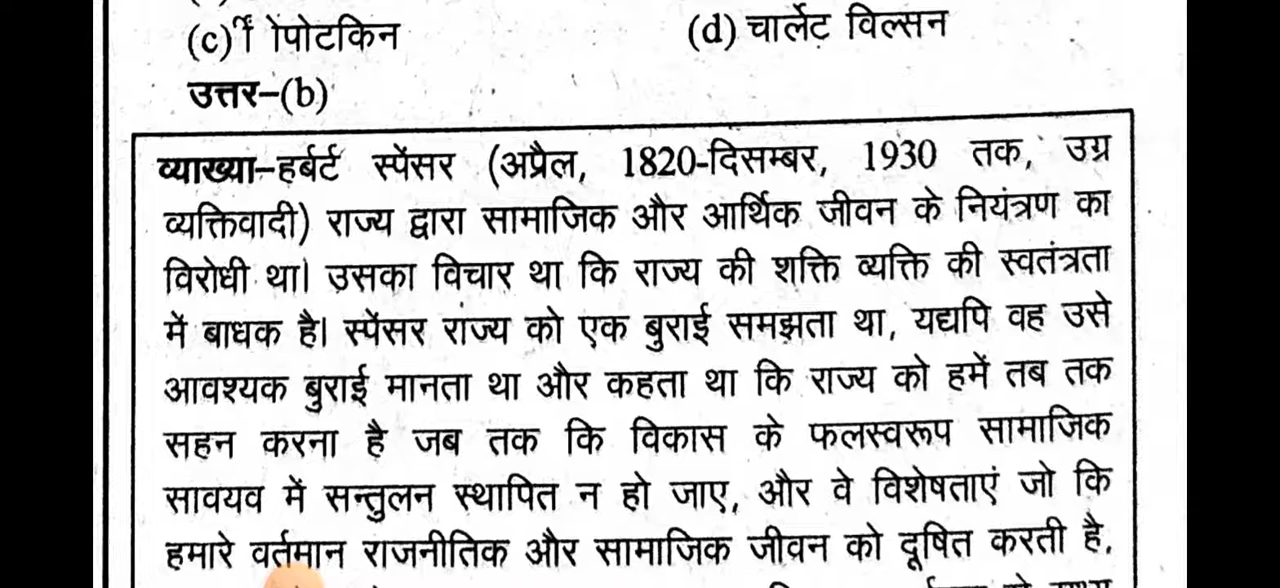 (c) ोपोटकिन (d) चार्लेट विल्सन
उत्तर–(b)
व्याख्या–हर्बर्ट स्पेंसर (अप्रैल, 1820-दिसम्बर, 1930 तक, उग्र
व्यक्तिवादी) राज्य द्वारा सामाजिक और आर्थिक जीवन के नियंत्रण का
विरोधी था। उसका विचार था कि राज्य की शक्ति व्यक्ति की स्वतंत्रता
में बाधक है। स्पेंसर राज्य को एक बुराई समझता था, यद्यपि वह उसे
आवश्यक बुराई मानता था और कहता था कि राज्य को हमें तब तक
सहन करना है जब तक कि विकास के फलस्वरूप सामाजिक
सावयव में सन्तुलन स्थापित न हो जाए, और वे विशेषताएं जो कि
हमारे वर्तमान राजनीतिक और सामाजिक जीवन को दूषित करती है,